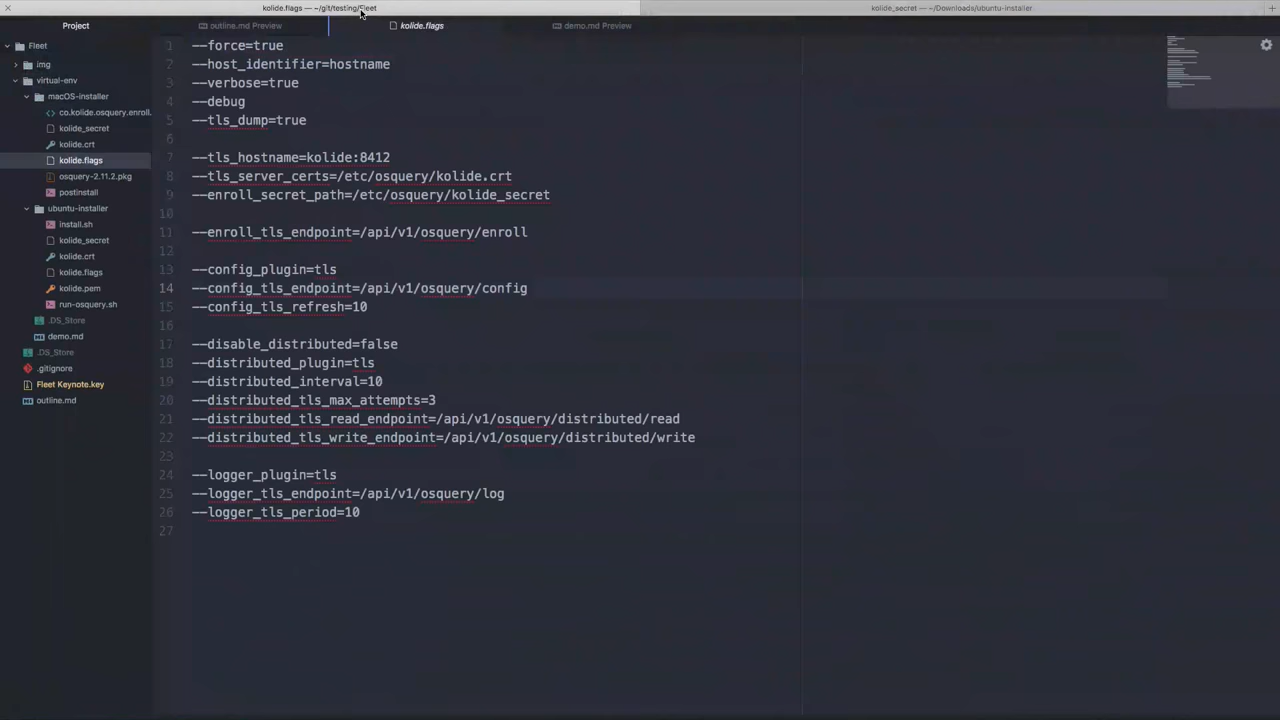 kolide.flags — ~/git/testing/Fleet
kolide_secret — ~/Downloads/ubuntu-installer
Project
outline.md Preview
kolide.flags
demo.md Preview
Fleet
img
virtual-env
macOS-installer
co.kolide.osquery.enroll.
kolide_secret
kolide.crt
kolide.flags
osquery-2.11.2.pkg
postinstall
ubuntu-installer
install.sh
kolide_secret
kolide.crt
kolide.flags
kolide.pem
run-osquery.sh
.DS_Store
demo.md
.DS_Store
.gitignore
Fleet Keynote.key
outline.md
1 --force=true
2 --host_identifier=hostname
3 --verbose=true
4 --debug
5 --tls_dump=true
6
7 --tls_hostname=kolide:8412
8 --tls_server_certs=/etc/osquery/kolide.crt
9 --enroll_secret_path=/etc/osquery/kolide_secret
10
11 --enroll_tls_endpoint=/api/v1/osquery/enroll
12
13 --config_plugin=tls
14 --config_tls_endpoint=/api/v1/osquery/config
15 --config_tls_refresh=10
16
17 --disable_distributed=false
18 --distributed_plugin=tls
19 --distributed_interval=10
20 --distributed_tls_max_attempts=3
21 --distributed_tls_read_endpoint=/api/v1/osquery/distributed/read
22 --distributed_tls_write_endpoint=/api/v1/osquery/distributed/write
23
24 --logger_plugin=tls
25 --logger_tls_endpoint=/api/v1/osquery/log
26 --logger_tls_period=10
27